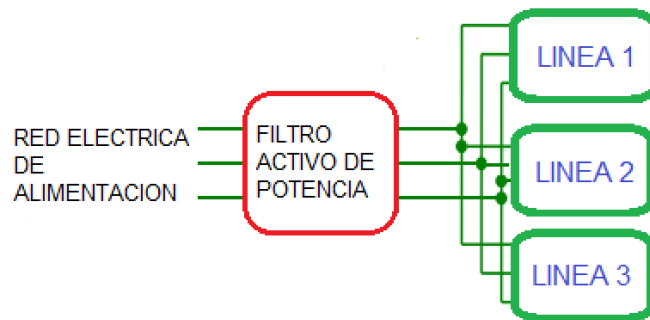 RED ELECTRICA
DE
ALIMENTACION
FILTRO
ACTIVO DE
POTENCIA
LINEA 1
LINEA 2
LINEA 3